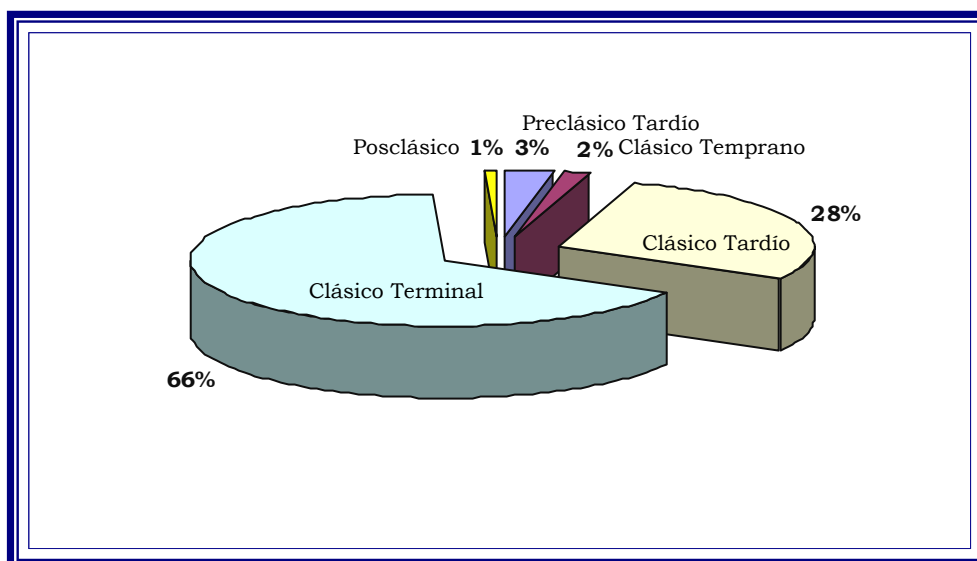 Preclásico Tardío
Posclásico 1% 3% 2% Clásico Temprano
28%
Clásico Tardío
Clásico Terminal
66%